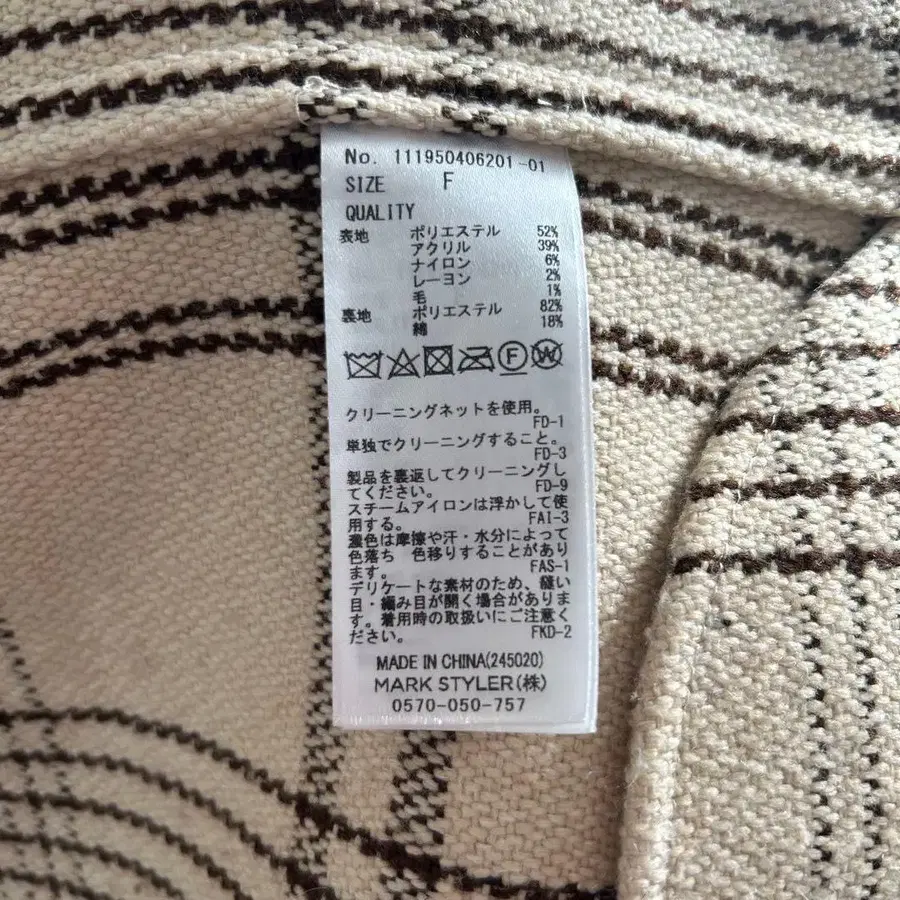 No. 111950406201-01
SIZE F
QUALITY
表地 ポリエステル 52%
アクリル 39%
ナイロン 6%
レーヨン 2%
毛 1%
裏地 ポリエステル 82%
綿 18%
F W
クリーニングネットを使用。
FD-1
単独でクリーニングすること。
FD-3
製品を裏返してクリーニングし
てください。 FD-9
スチームアイロンは浮かして使
用する。 FAI-3
濃色は摩擦や汗・水分によって
色落ち 色移りすることがあり
ます。 FAS-1
デリケートな素材のため、縫い
目・編み目が開く場合がありま
す。着用時の取扱いにご注意く
ださい。 FKD-2
MADE IN CHINA(245020)
MARK STYLER(株)
0570-050-757